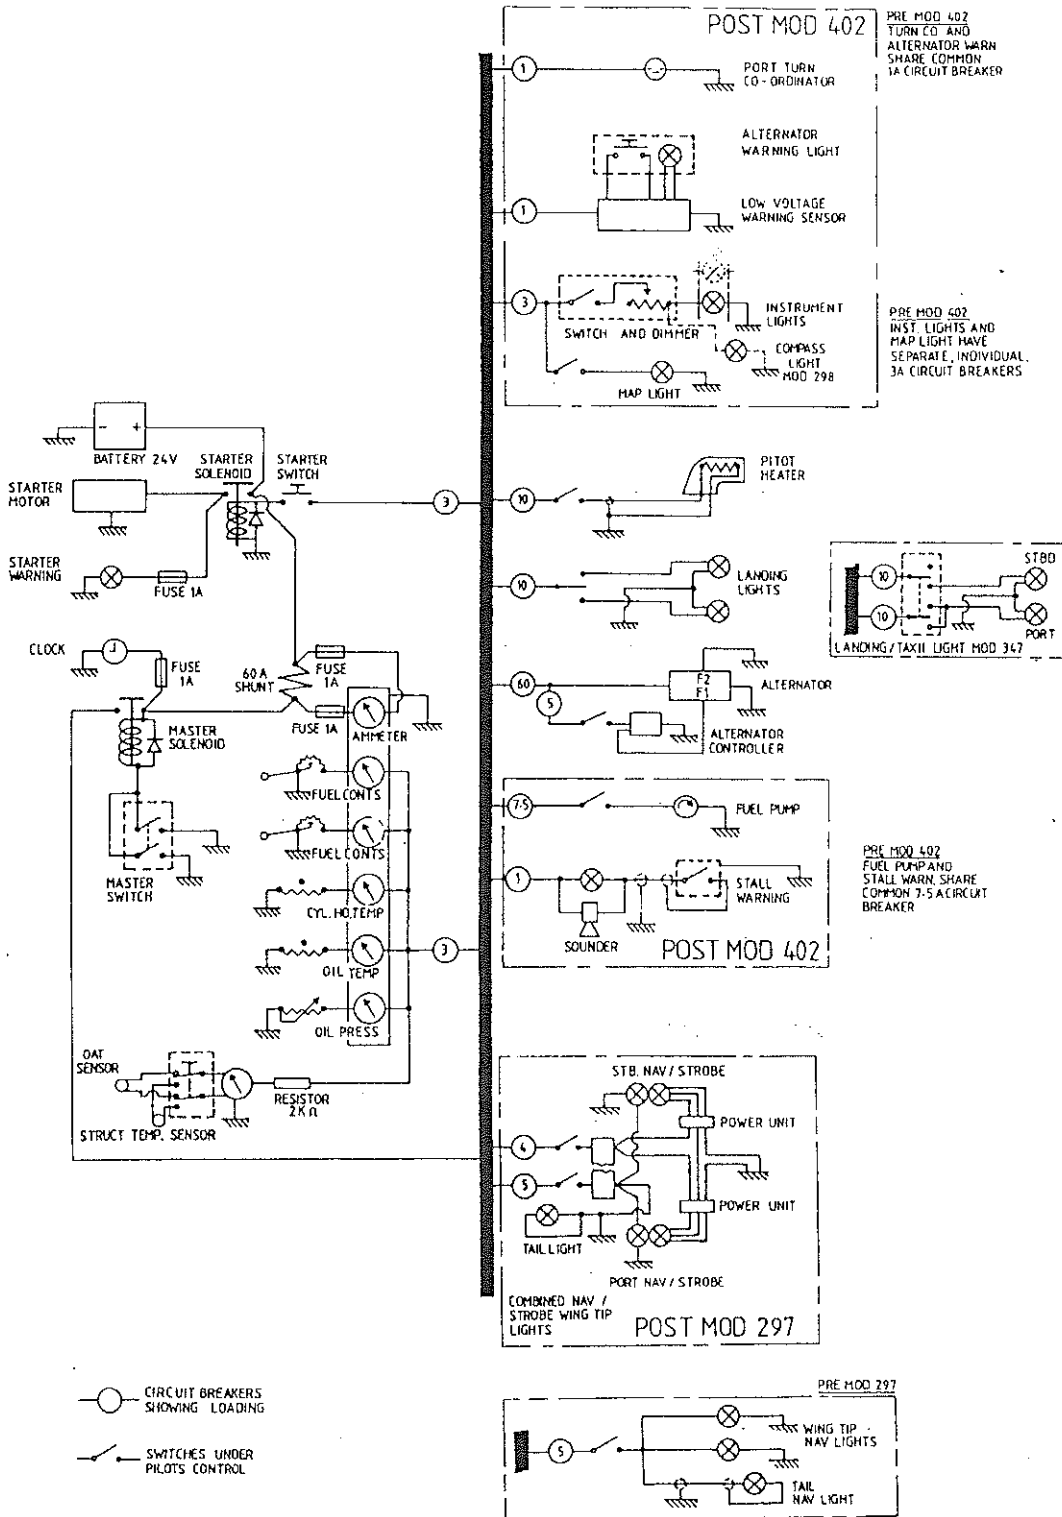 POST MOD 402
PRE MOD 402
TURN CO AND
ALTERNATOR WARN
SHARE COMMON
1A CIRCUIT BREAKER
1
PORT TURN
CO-ORDINATOR
ALTERNATOR
WARNING LIGHT
1
LOW VOLTAGE
WARNING SENSOR
3
SWITCH AND DIMMER
INSTRUMENT
LIGHTS
COMPASS
LIGHT
MOD 298
MAP LIGHT
PRE MOD 402
INST. LIGHTS AND
MAP LIGHT HAVE
SEPARATE, INDIVIDUAL,
3A CIRCUIT BREAKERS
- +
BATTERY 24V
STARTER
SOLENOID
STARTER
SWITCH
STARTER
MOTOR
3
10
PITOT
HEATER
STARTER
WARNING
FUSE 1A
10
LANDING
LIGHTS
10
10
STBD
PORT
LANDING/TAXII LIGHT MOD 347
CLOCK
FUSE
1A
60A
SHUNT
FUSE
1A
FUSE 1A
AMMETER
MASTER
SOLENOID
60
5
F2
F1
ALTERNATOR
ALTERNATOR
CONTROLLER
FUEL CONTS
FUEL CONTS
MASTER
SWITCH
CYL. HD. TEMP
OIL TEMP
3
OIL PRESS
7·5
FUEL PUMP
1
SOUNDER
STALL
WARNING
POST MOD 402
PRE MOD 402
FUEL PUMP AND
STALL WARN, SHARE
COMMON 7·5 A CIRCUIT
BREAKER
OAT
SENSOR
STRUCT TEMP. SENSOR
RESISTOR
2K Ω
STB. NAV / STROBE
POWER UNIT
4
5
POWER UNIT
TAIL LIGHT
PORT NAV / STROBE
COMBINED NAV /
STROBE WING TIP
LIGHTS
POST MOD 297
CIRCUIT BREAKERS
SHOWING LOADING
SWITCHES UNDER
PILOTS CONTROL
PRE MOD 297
5
WING TIP
NAV LIGHTS
TAIL
NAV LIGHT